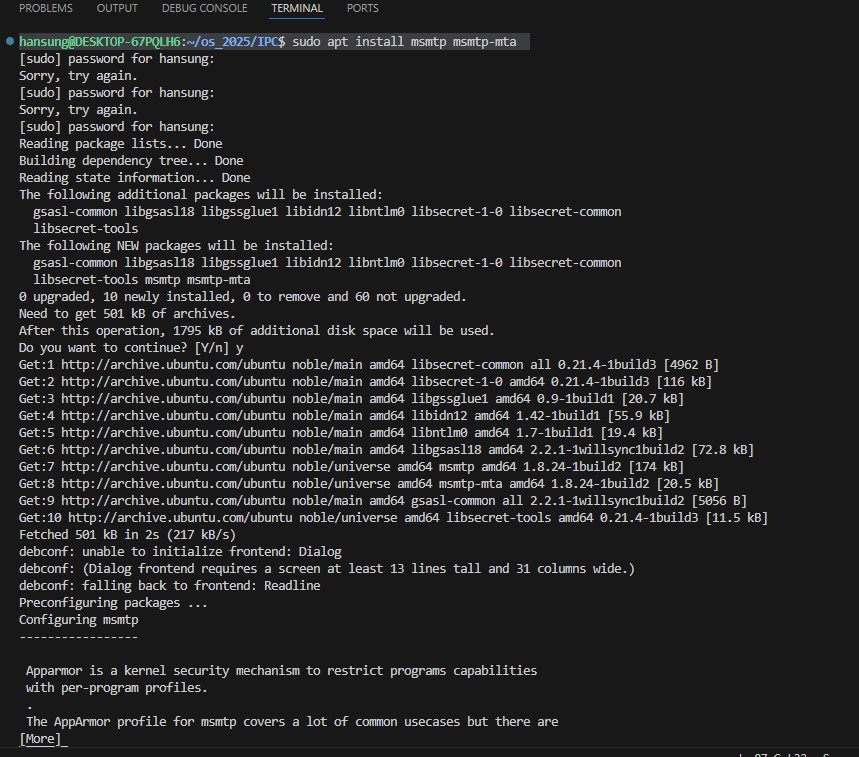 PROBLEMS OUTPUT DEBUG CONSOLE TERMINAL PORTS
hansung@DESKTOP-67PQLH6:~/os_2025/IPC$ sudo apt install msmtp msmtp-mta
[sudo] password for hansung:
Sorry, try again.
[sudo] password for hansung:
Sorry, try again.
[sudo] password for hansung:
Reading package lists... Done
Building dependency tree... Done
Reading state information... Done
The following additional packages will be installed:
  gsasl-common libgsasl18 libgssglue1 libidn12 libntlm0 libsecret-1-0 libsecret-common
  libsecret-tools
The following NEW packages will be installed:
  gsasl-common libgsasl18 libgssglue1 libidn12 libntlm0 libsecret-1-0 libsecret-common
  libsecret-tools msmtp msmtp-mta
0 upgraded, 10 newly installed, 0 to remove and 60 not upgraded.
Need to get 501 kB of archives.
After this operation, 1795 kB of additional disk space will be used.
Do you want to continue? [Y/n] y
Get:1 http://archive.ubuntu.com/ubuntu noble/main amd64 libsecret-common all 0.21.4-1build3 [4962 B]
Get:2 http://archive.ubuntu.com/ubuntu noble/main amd64 libsecret-1-0 amd64 0.21.4-1build3 [116 kB]
Get:3 http://archive.ubuntu.com/ubuntu noble/main amd64 libgssglue1 amd64 0.9-1build1 [20.7 kB]
Get:4 http://archive.ubuntu.com/ubuntu noble/main amd64 libidn12 amd64 1.42-1build1 [55.9 kB]
Get:5 http://archive.ubuntu.com/ubuntu noble/main amd64 libntlm0 amd64 1.7-1build1 [19.4 kB]
Get:6 http://archive.ubuntu.com/ubuntu noble/main amd64 libgsasl18 amd64 2.2.1-1willsync1build2 [72.8 kB]
Get:7 http://archive.ubuntu.com/ubuntu noble/universe amd64 msmtp amd64 1.8.24-1build2 [174 kB]
Get:8 http://archive.ubuntu.com/ubuntu noble/universe amd64 msmtp-mta amd64 1.8.24-1build2 [20.5 kB]
Get:9 http://archive.ubuntu.com/ubuntu noble/main amd64 gsasl-common all 2.2.1-1willsync1build2 [5056 B]
Get:10 http://archive.ubuntu.com/ubuntu noble/universe amd64 libsecret-tools amd64 0.21.4-1build3 [11.5 kB]
Fetched 501 kB in 2s (217 kB/s)
debconf: unable to initialize frontend: Dialog
debconf: (Dialog frontend requires a screen at least 13 lines tall and 31 columns wide.)
debconf: falling back to frontend: Readline
Preconfiguring packages ...
Configuring msmtp
-----------------
 Apparmor is a kernel security mechanism to restrict programs capabilities
 with per-program profiles.
 .
 The AppArmor profile for msmtp covers a lot of common usecases but there are
[More]